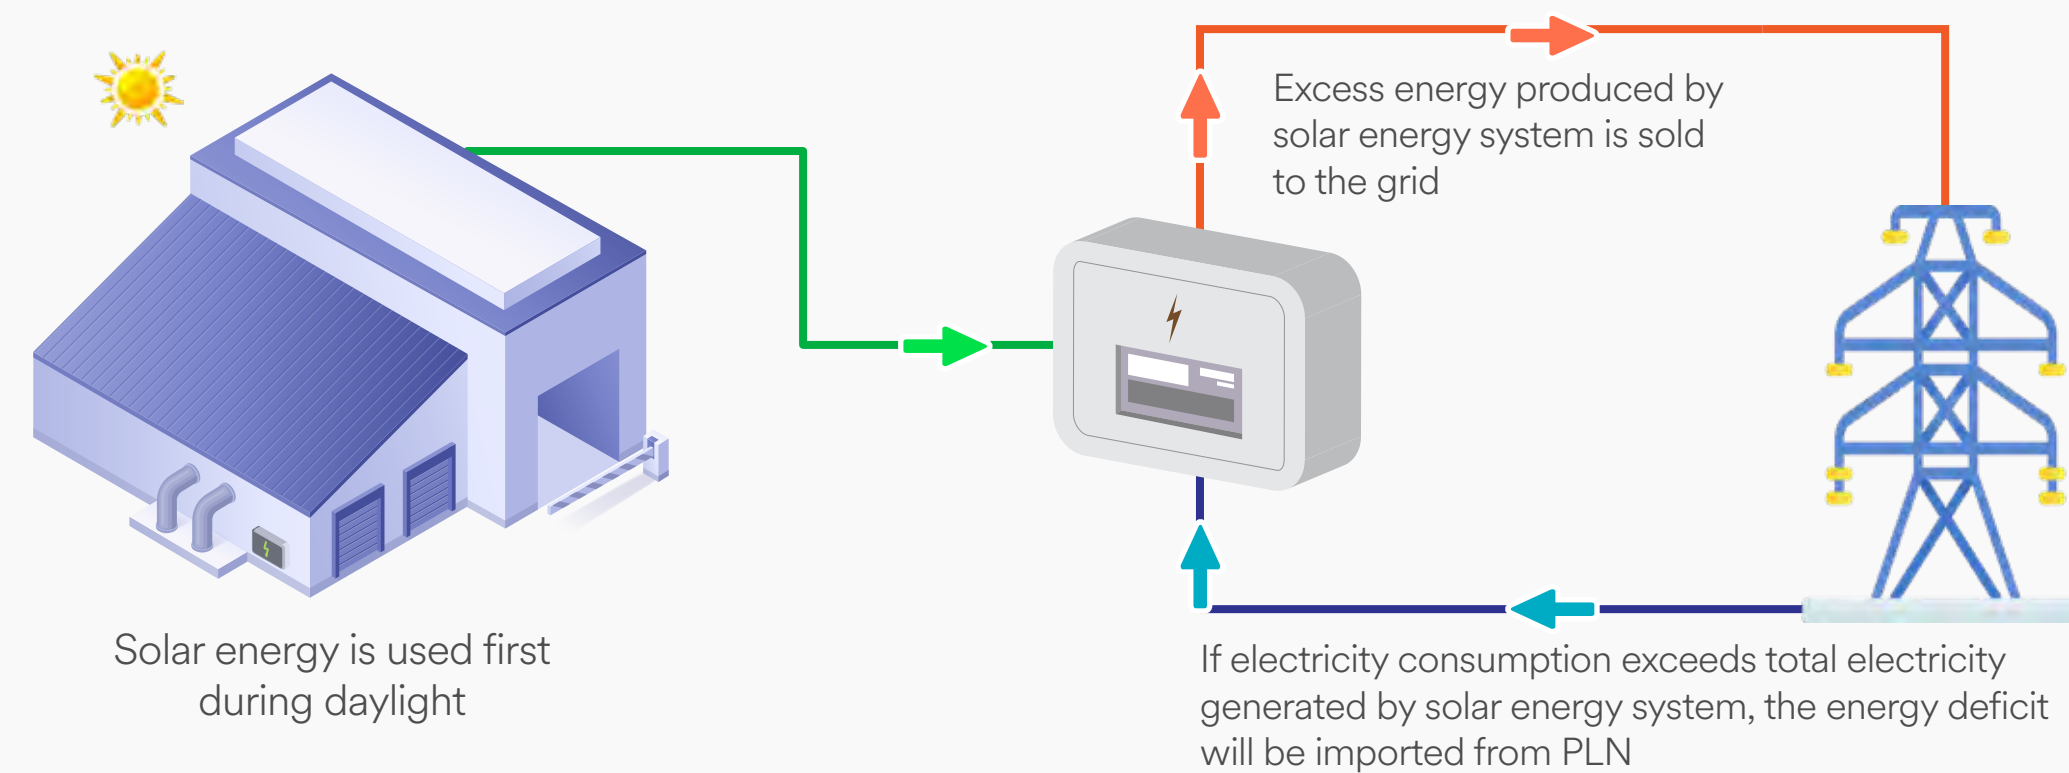 Excess energy produced by
solar energy system is sold
to the grid
Solar energy is used first
during daylight
If electricity consumption exceeds total electricity
generated by solar energy system, the energy deficit
will be imported from PLN